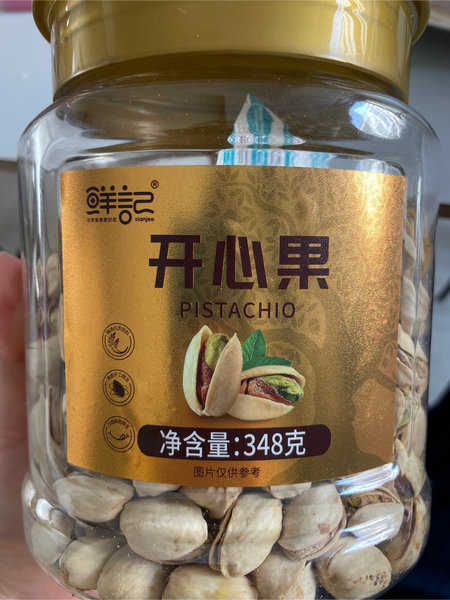 鲜記®
xianjee
开心果
PISTACHIO
净含量:348克
图片仅供参考